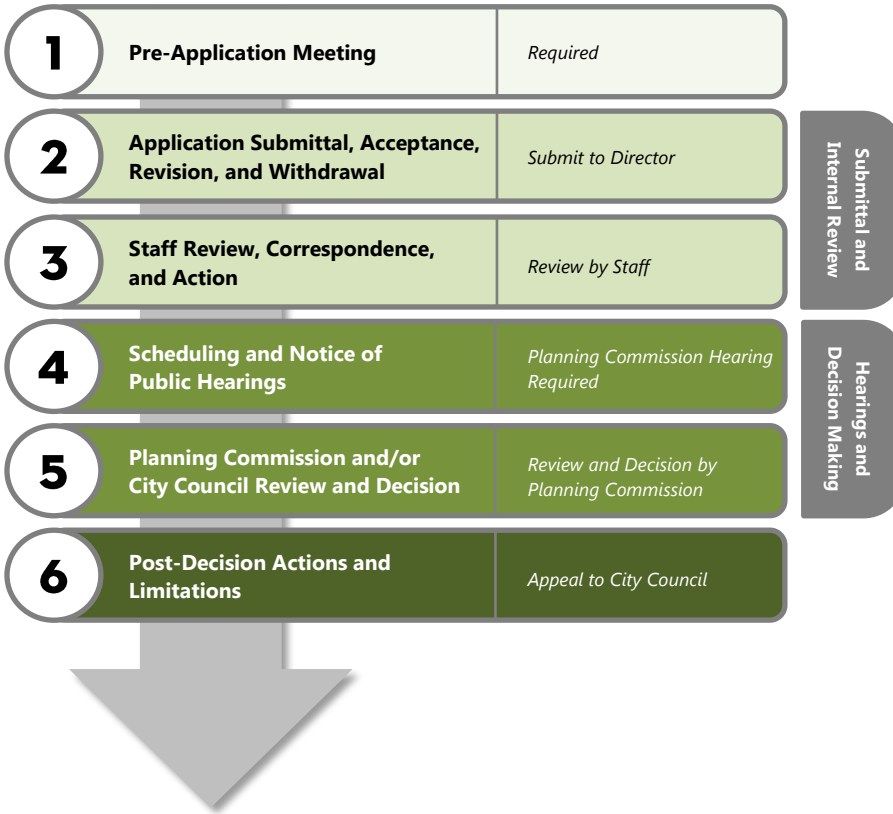 1
Pre-Application Meeting
Required
2
Application Submittal, Acceptance,
Revision, and Withdrawal
Submit to Director
3
Staff Review, Correspondence,
and Action
Review by Staff
Submittal and
Internal Review
4
Scheduling and Notice of
Public Hearings
Planning Commission Hearing
Required
5
Planning Commission and/or
City Council Review and Decision
Review and Decision by
Planning Commission
Hearings and
Decision Making
6
Post-Decision Actions and
Limitations
Appeal to City Council